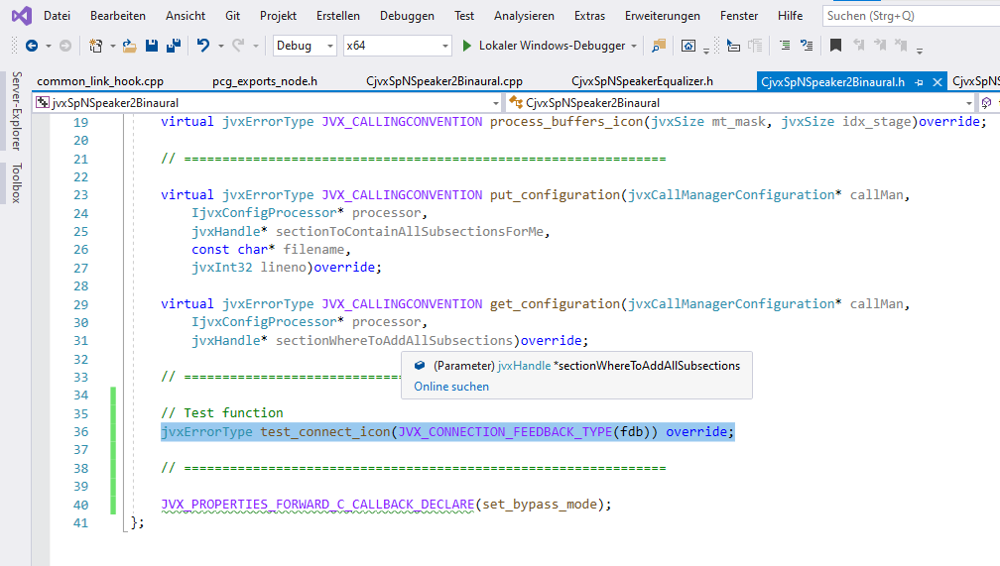 Datei Bearbeiten Ansicht Git Projekt Erstellen Debuggen Test Analysieren Extras Erweiterungen Fenster Hilfe Suchen (Strg+Q)
Debug x64 Lokaler Windows-Debugger
common_link_hook.cpp pcg_exports_node.h CjvxSpNSpeaker2Binaural.cpp CjvxSpNSpeakerEqualizer.h CjvxSpNSpeaker2Binaural.h CjvxSpNS
jvxSpNSpeaker2Binaural CjvxSpNSpeaker2Binaural
Server-Explorer
Toolbox
19 virtual jvxErrorType JVX_CALLINGCONVENTION process_buffers_icon(jvxSize mt_mask, jvxSize idx_stage)override;
20
21 // ===============================================================
22
23 virtual jvxErrorType JVX_CALLINGCONVENTION put_configuration(jvxCallManagerConfiguration* callMan,
24 IjvxConfigProcessor* processor,
25 jvxHandle* sectionToContainAllSubsectionsForMe,
26 const char* filename,
27 jvxInt32 lineno)override;
28
29 virtual jvxErrorType JVX_CALLINGCONVENTION get_configuration(jvxCallManagerConfiguration* callMan,
30 IjvxConfigProcessor* processor,
31 jvxHandle* sectionWhereToAddAllSubsections)override;
32
(Parameter) jvxHandle *sectionWhereToAddAllSubsections
Online suchen
33 // =============================
34
35 // Test function
36 jvxErrorType test_connect_icon(JVX_CONNECTION_FEEDBACK_TYPE(fdb)) override;
37
38 // ===============================================================
39
40 JVX_PROPERTIES_FORWARD_C_CALLBACK_DECLARE(set_bypass_mode);
41 };